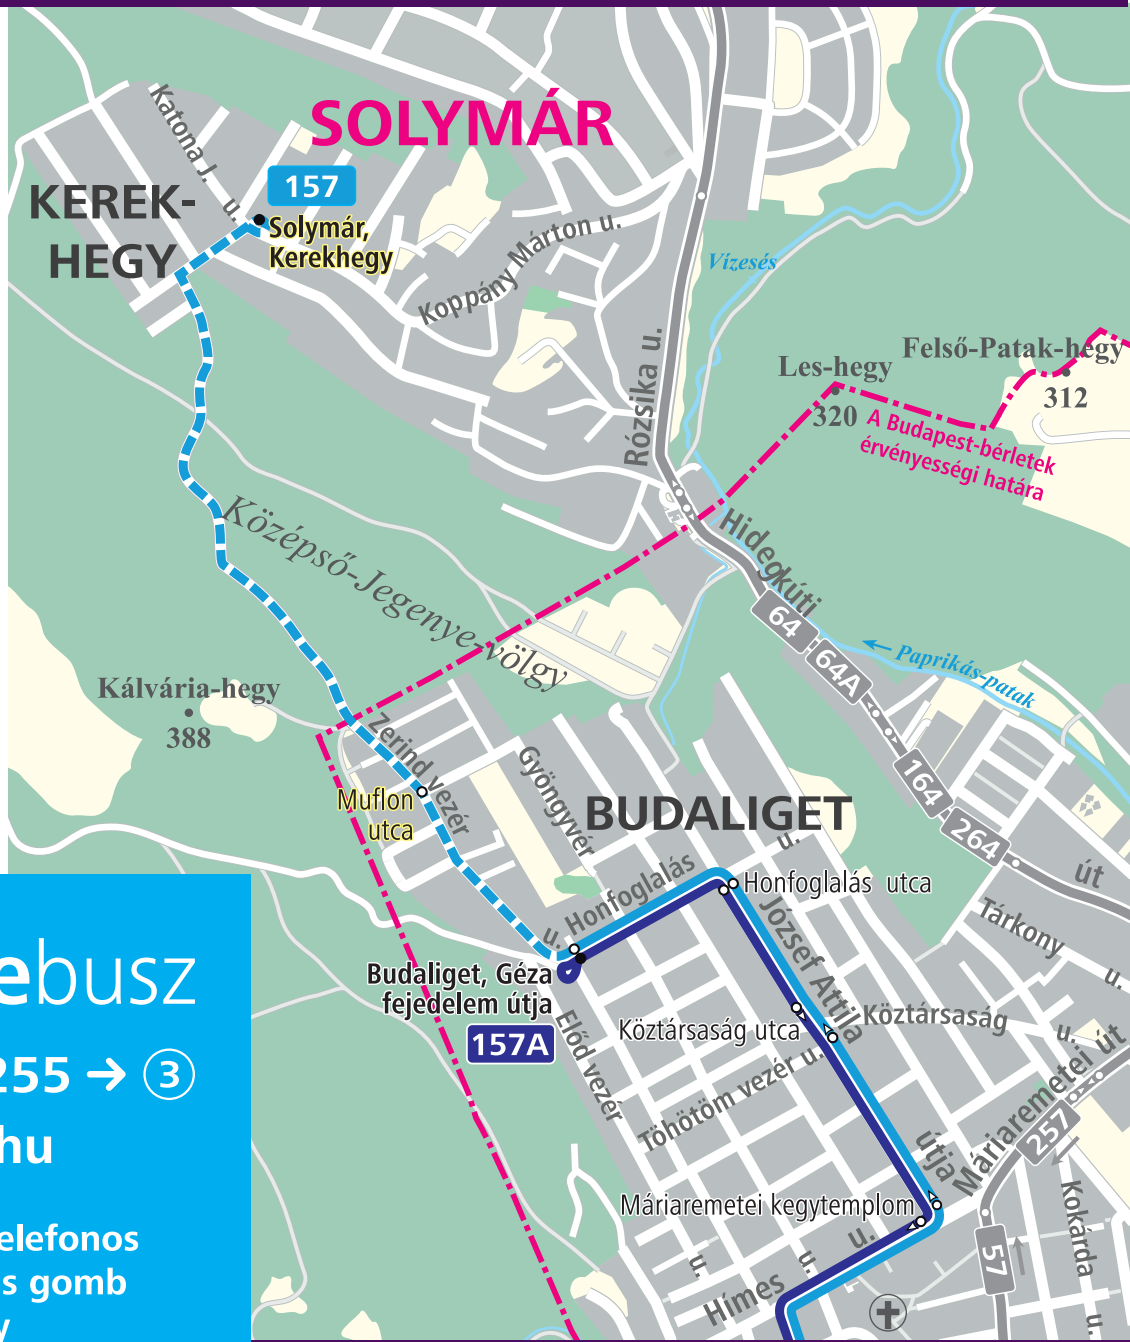 SOLYMÁR
Katona J. u.
157
KEREK-
HEGY
Solymár,
Kerekhegy
Koppány Márton u.
Vízesés
Rózsika u.
Les-hegy
320
Felső-Patak-hegy
312
A Budapest-bérletek
érvényességi határa
Középső-Jegenye-völgy
Hidegkúti
64
64A
Paprikás-patak
Kálvária-hegy
388
164
264
út
Zerind vezér
u.
Muflon
utca
Gyöngyvér
BUDALIGET
u.
Honfoglalás
Honfoglalás utca
József Attila
útja
Tárkony
u.
Budaliget, Géza
fejedelem útja
157A
Előd vezér
u.
Köztársaság utca
Köztársaság
u.
Töhötöm vezér u.
Máriaremetei út
257
Máriaremetei kegytemplom
Hímes
u.
u.
57
Kokárda
u.
ebusz
255 → 3
hu
elefonos
s gomb